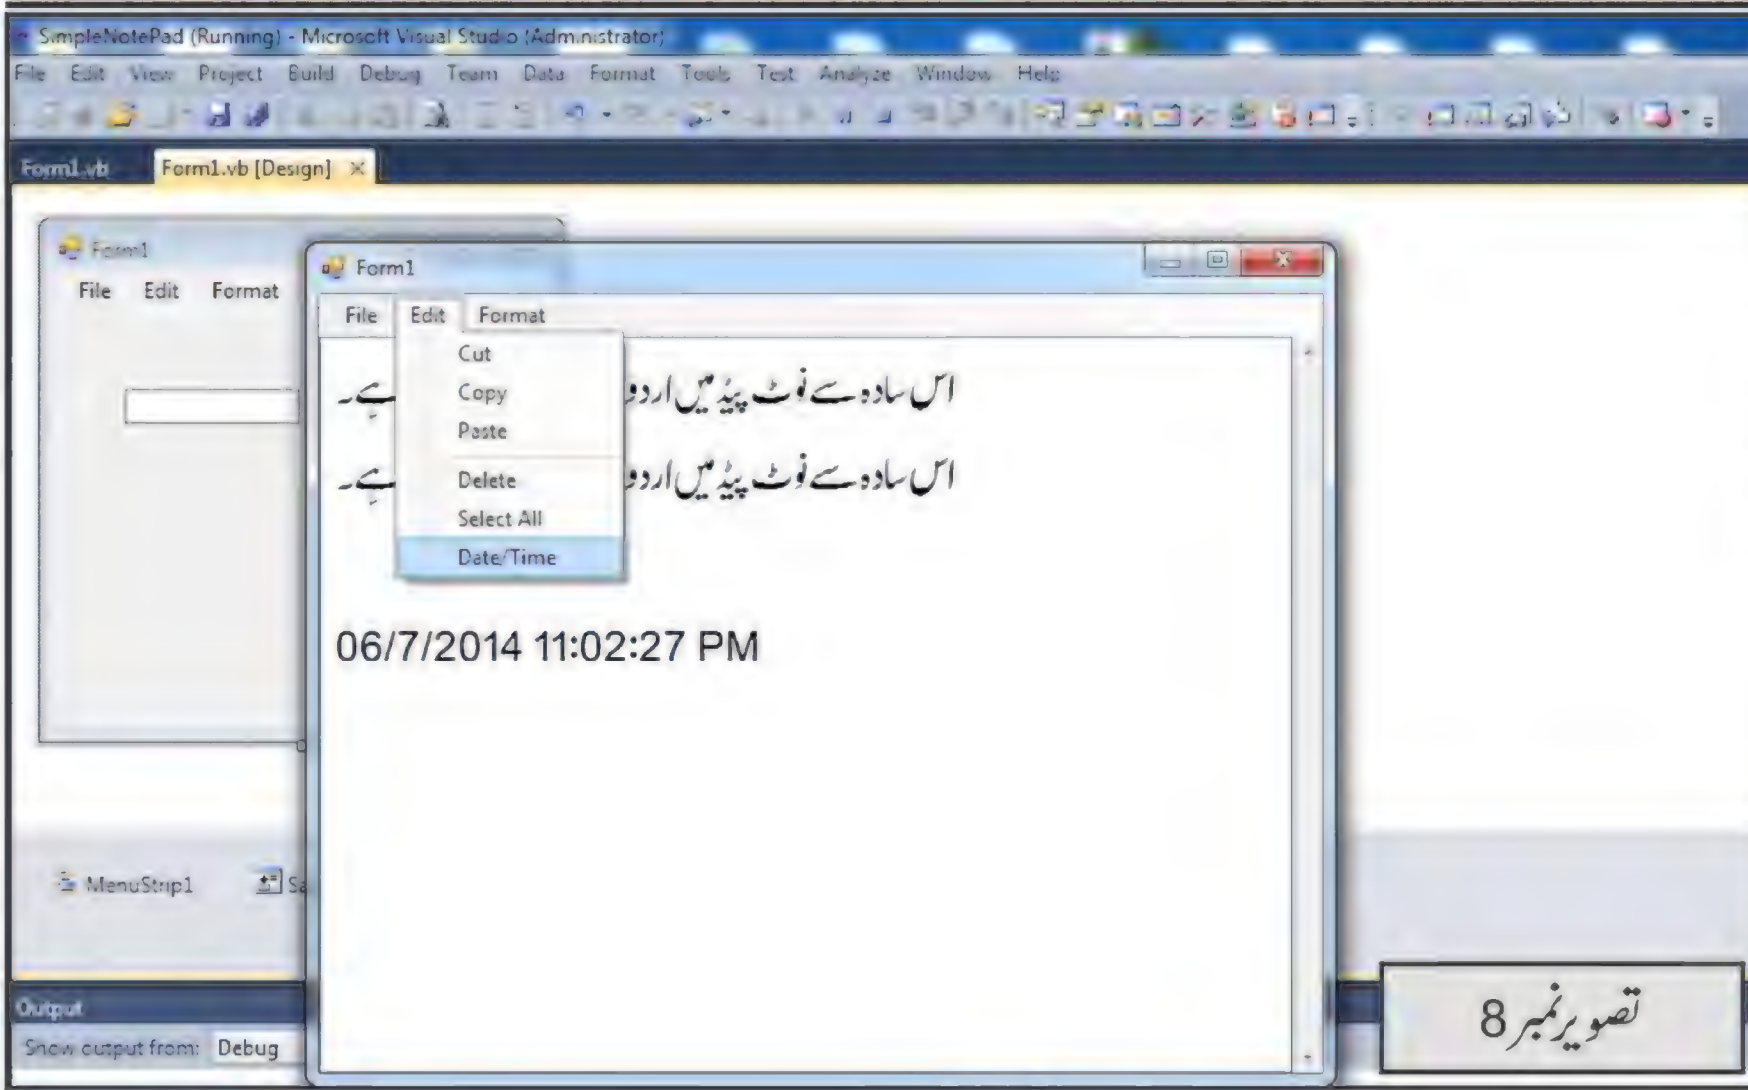 SimpleNotePad (Running) - Microsoft Visual Studio (Administrator)
File Edit View Project Build Debug Team Data Format Tools Test Analyze Window Help
Form1.vb Form1.vb [Design]
Form1
File Edit Format
Form1
File Edit Format
Cut
Copy
Paste
Delete
Select All
Date/Time
اس سادہ سے نوٹ پیڈ میں اردو ہے۔
اس سادہ سے نوٹ پیڈ میں اردو ہے۔
06/7/2014 11:02:27 PM
MenuStrip1 Sa
Output
Show output from: Debug
تصویر نمبر 8